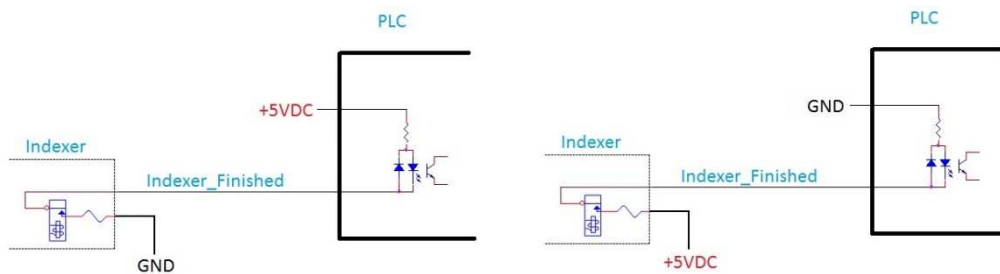 PLC
+5VDC
Indexer
Indexer_Finished
GND
PLC
GND
Indexer
Indexer_Finished
+5VDC